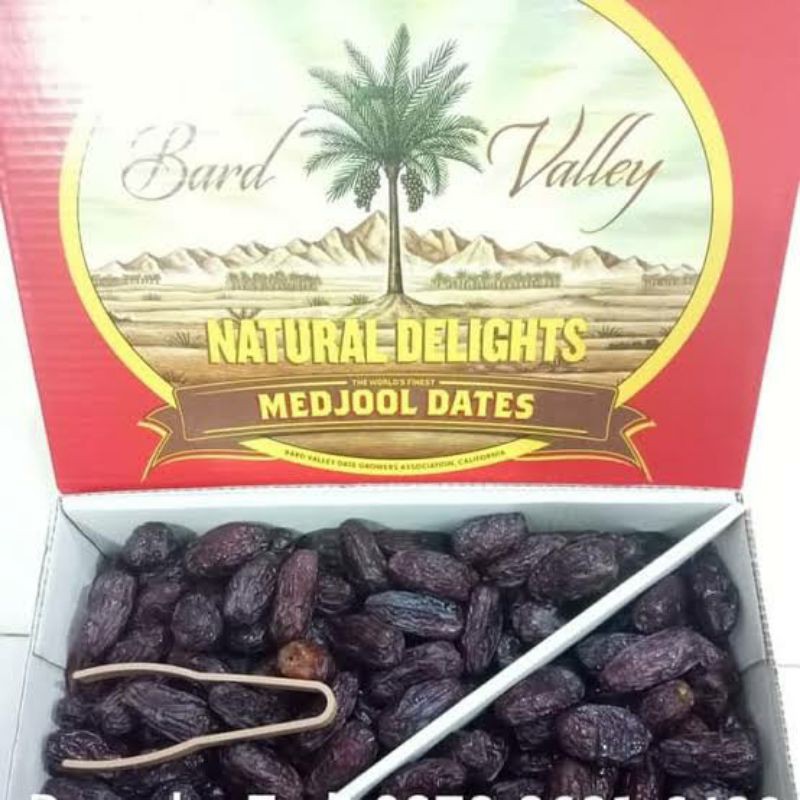 Bard Valley
NATURAL DELIGHTS
THE WORLD'S FINEST
MEDJOOL DATES
BARD VALLEY DATE GROWERS ASSOCIATION, CALIFORNIA